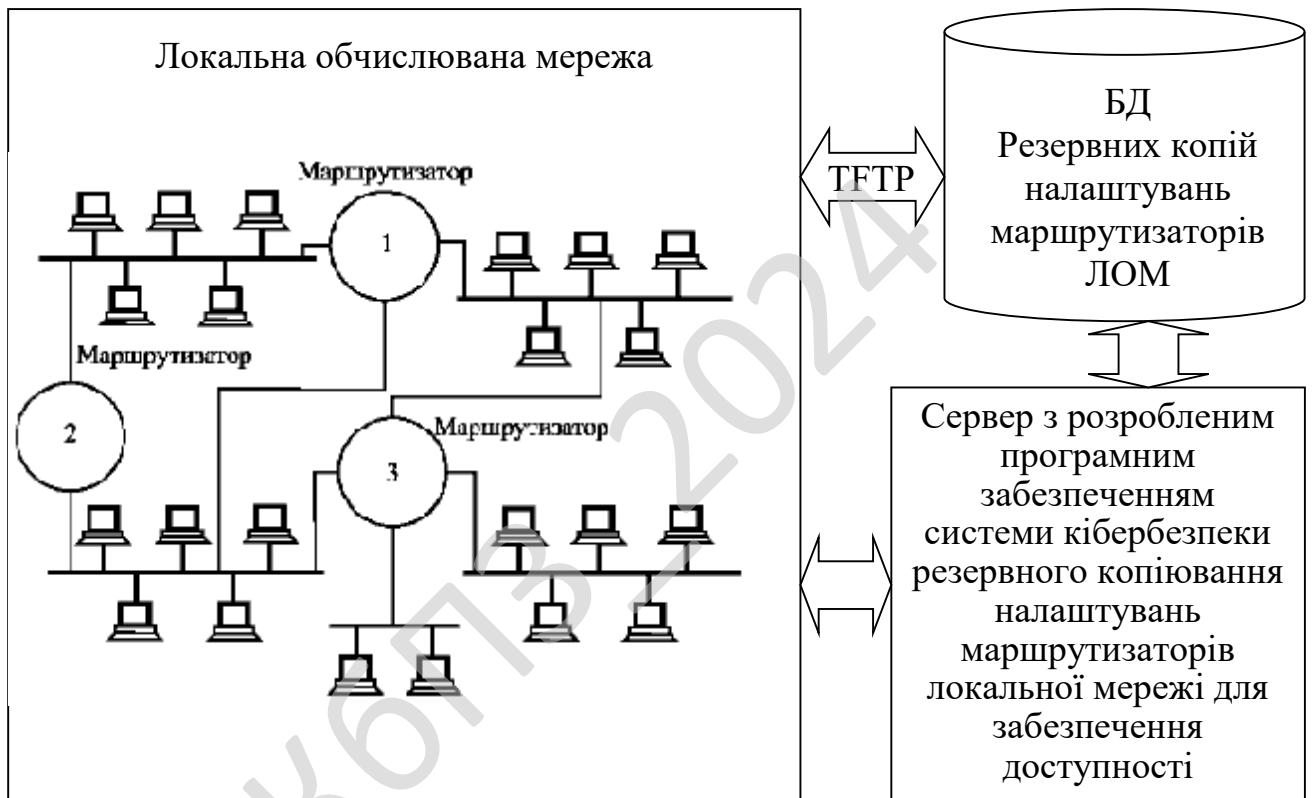 Локальна обчислювана мережа
Маршрутизатор
1
Маршрутизатор
2
Маршрутизатор
3
TFTP
БД
Резервних копій
налаштувань
маршрутизаторів
ЛОМ
Сервер з розробленим
програмним
забезпеченням
системи кібербезпеки
резервного копіювання
налаштувань
маршрутизаторів
локальної мережі для
забезпечення
доступності
КбПЗ_2024